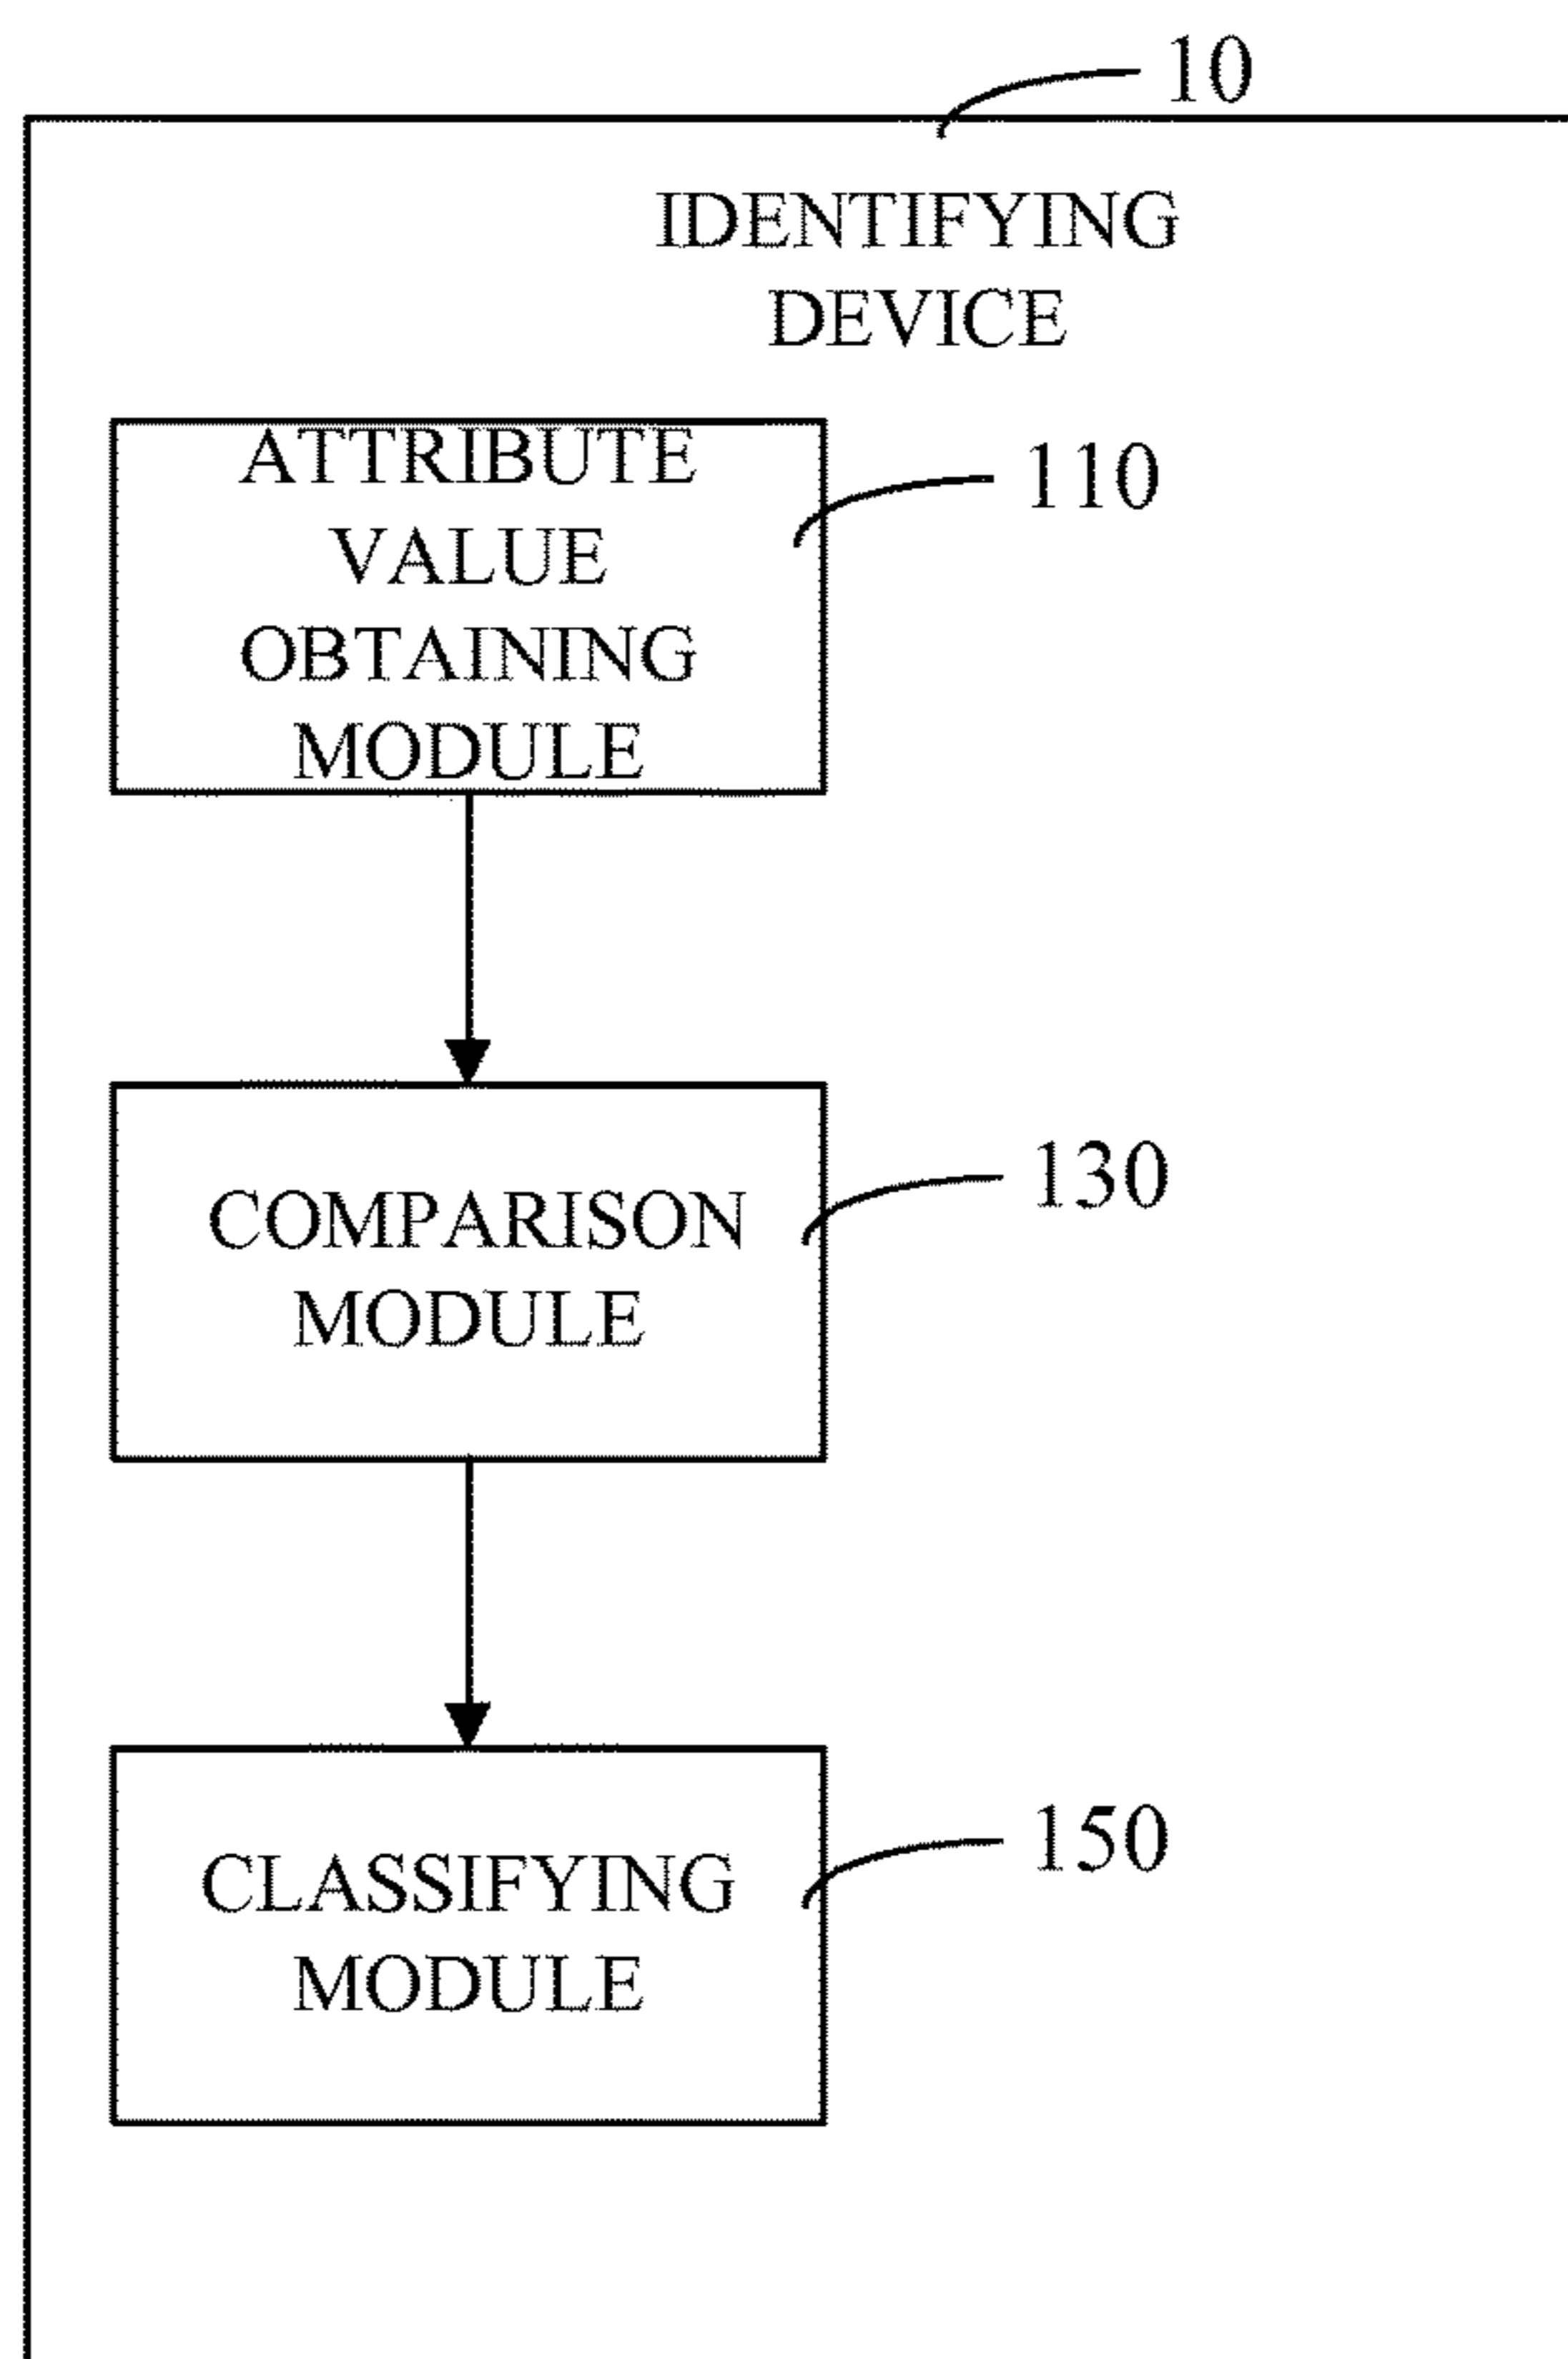 10
IDENTIFYING
DEVICE
ATTRIBUTE
VALUE
OBTAINING
MODULE
110
COMPARISON
MODULE
130
CLASSIFYING
MODULE
150